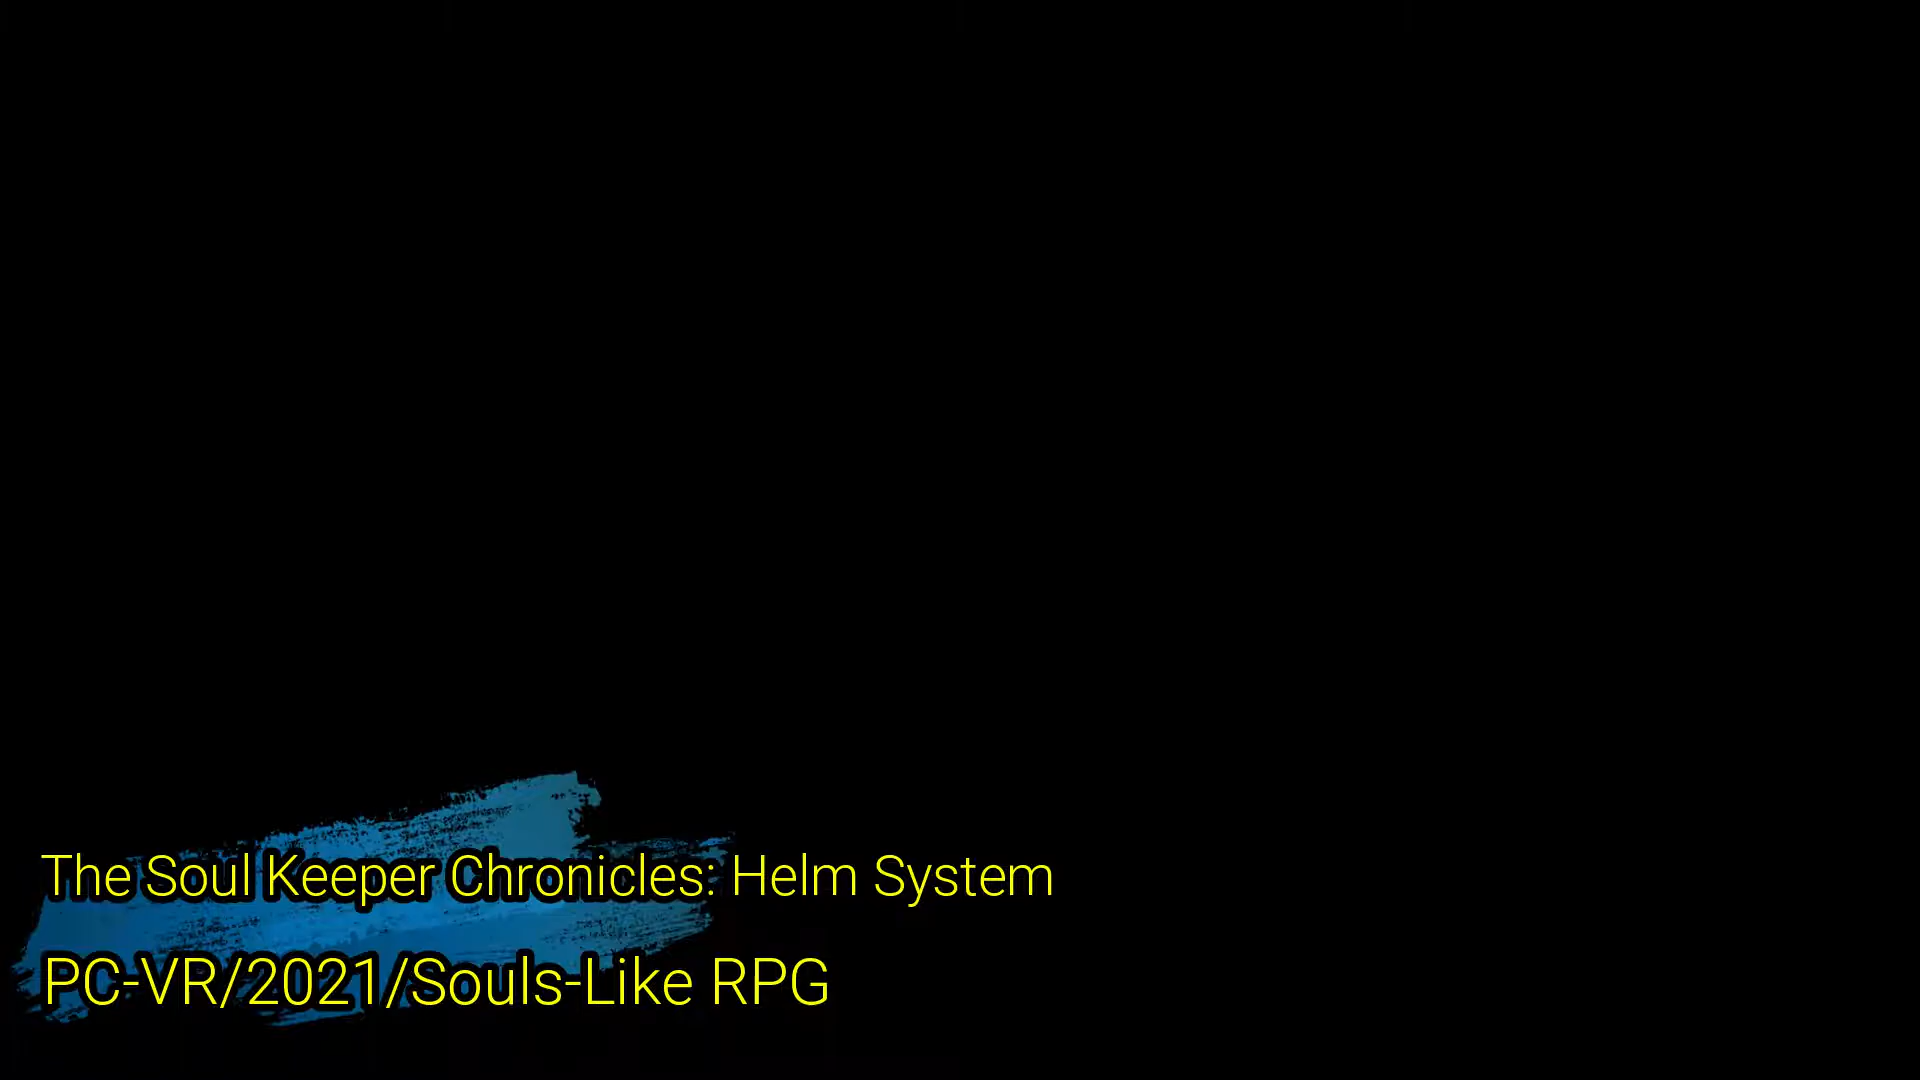 The Soul Keeper Chronicles: Helm System
PC-VR/2021/Souls-Like RPG